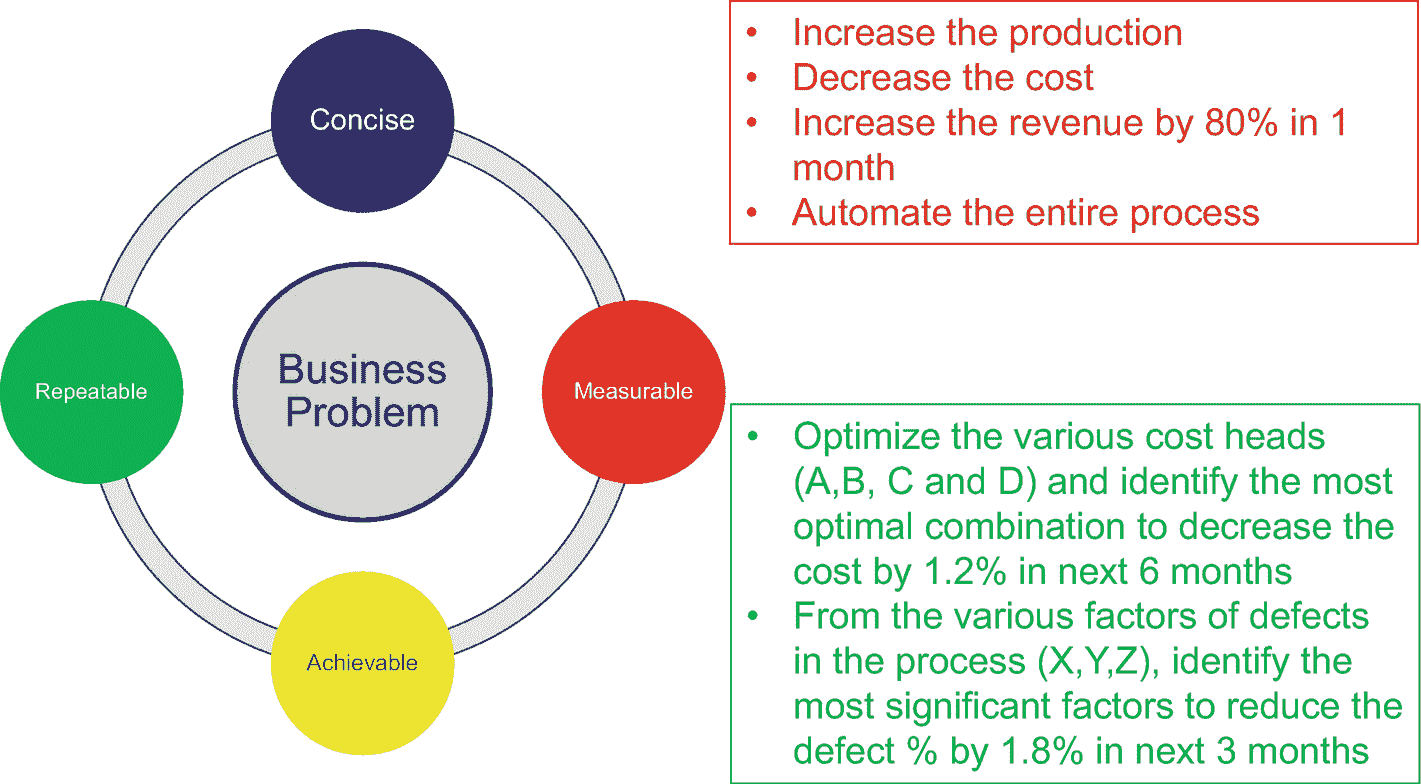 Concise
Repeatable
Business
Problem
Measurable
Achievable
• Increase the production
• Decrease the cost
• Increase the revenue by 80% in 1
month
• Automate the entire process
• Optimize the various cost heads
(A,B, C and D) and identify the most
optimal combination to decrease the
cost by 1.2% in next 6 months
• From the various factors of defects
in the process (X,Y,Z), identify the
most significant factors to reduce the
defect % by 1.8% in next 3 months